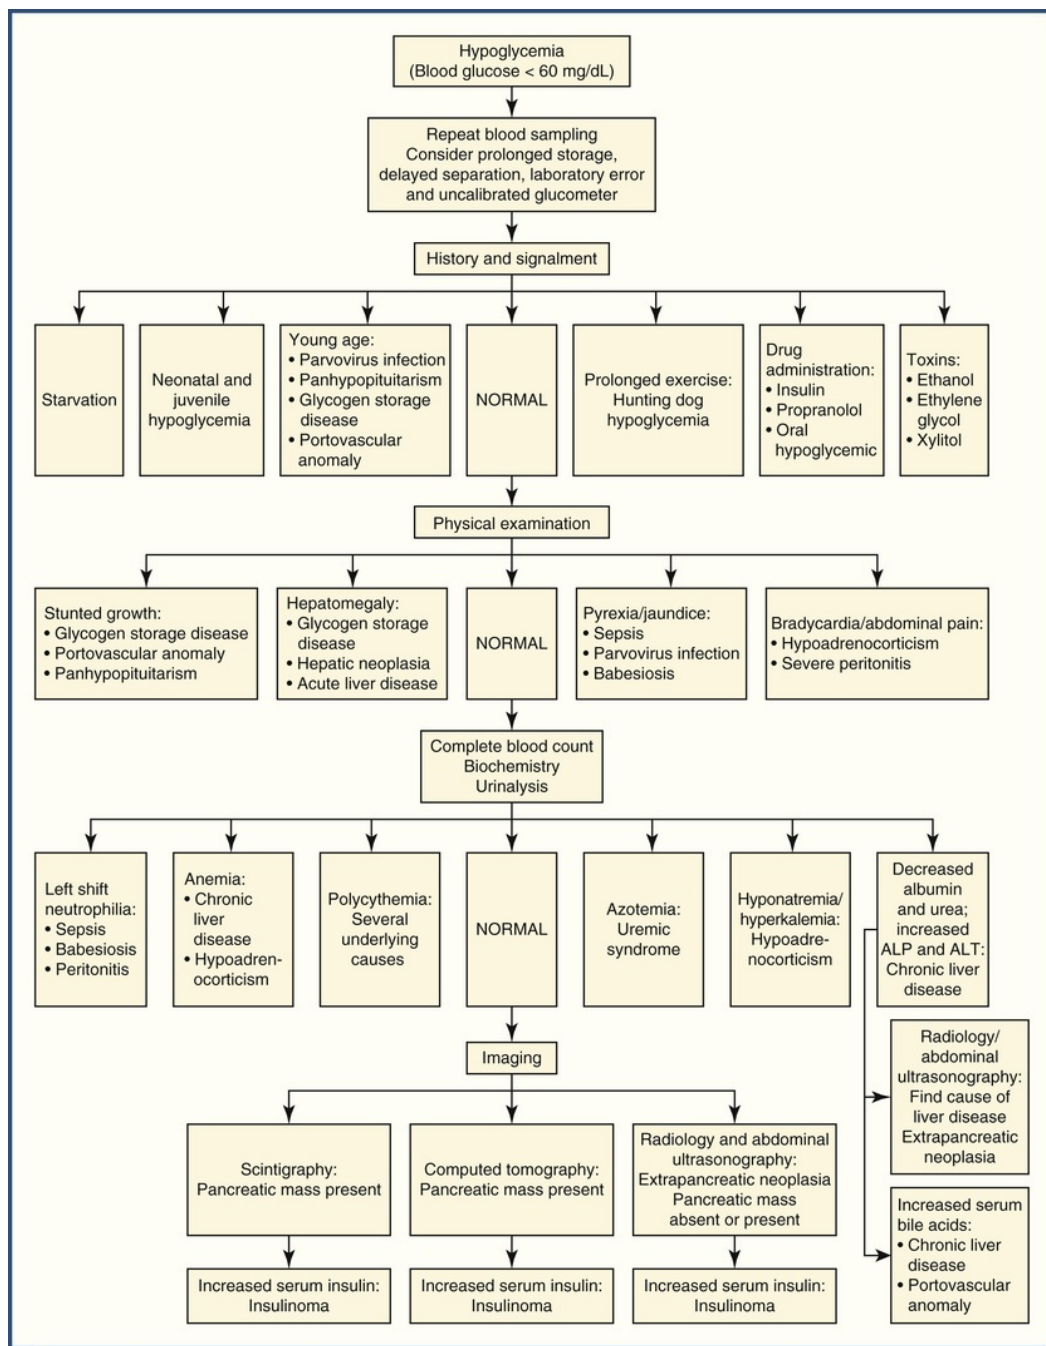 Hypoglycemia
(Blood glucose < 60 mg/dL)
Repeat blood sampling
Consider prolonged storage,
delayed separation, laboratory error
and uncalibrated glucometer
History and signalment
Starvation
Neonatal and
juvenile hypoglycemia
Young age:
• Parvovirus infection
• Panhypopituitarism
• Glycogen storage
disease
• Portovascular
anomaly
NORMAL
Prolonged exercise:
Hunting dog
hypoglycemia
Drug
administration:
• Insulin
• Propranolol
• Oral
hypoglycemic
Toxins:
• Ethanol
• Ethylene
glycol
• Xylitol
Physical examination
Stunted growth:
• Glycogen storage disease
• Portovascular anomaly
• Panhypopituitarism
Hepatomegaly:
• Glycogen storage
disease
• Hepatic neoplasia
• Acute liver disease
NORMAL
Pyrexia/jaundice:
• Sepsis
• Parvovirus infection
• Babesiosis
Bradycardia/abdominal pain:
• Hypoadrenocorticism
• Severe peritonitis
Complete blood count
Biochemistry
Urinalysis
Left shift
neutrophilia:
• Sepsis
• Babesiosis
• Peritonitis
Anemia:
• Chronic
liver
disease
• Hypoadren-
ocorticism
Polycythemia:
Several
underlying
causes
NORMAL
Azotemia:
Uremic
syndrome
Hyponatremia/
hyperkalemia:
Hypoadre-
nocorticism
Decreased
albumin
and urea;
increased
ALP and ALT:
Chronic liver
disease
Radiology/
abdominal
ultrasonography:
Find cause of
liver disease
Extrapancreatic
neoplasia
Increased serum
bile acids:
• Chronic liver
disease
• Portovascular
anomaly
Imaging
Scintigraphy:
Pancreatic mass present
Computed tomography:
Pancreatic mass present
Radiology and abdominal
ultrasonography:
Extrapancreatic neoplasia
Pancreatic mass
absent or present
Increased serum insulin:
Insulinoma
Increased serum insulin:
Insulinoma
Increased serum insulin:
Insulinoma